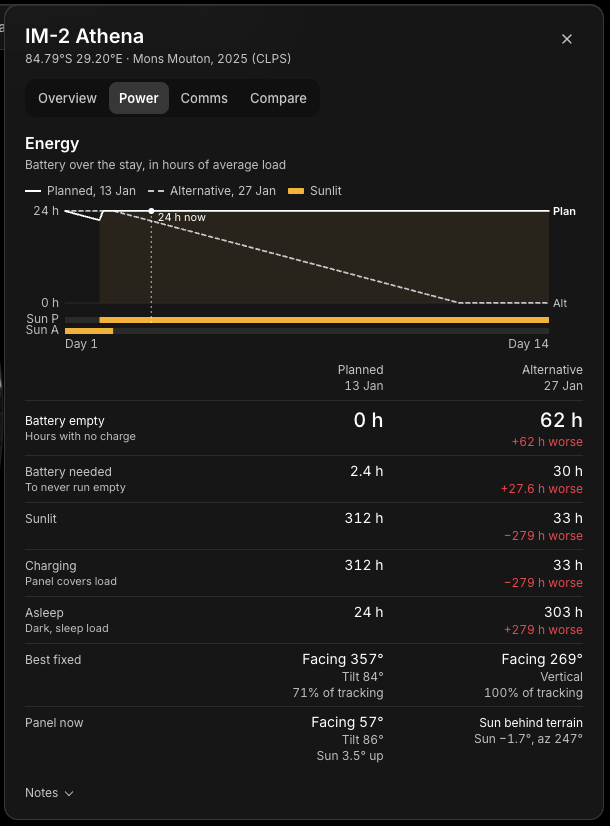 IM-2 Athena
84.79°S 29.20°E · Mons Mouton, 2025 (CLPS)
Overview Power Comms Compare
Energy
Battery over the stay, in hours of average load
Planned, 13 Jan Alternative, 27 Jan Sunlit
24 h Plan
24 h now
0 h Alt
Sun P
Sun A
Day 1 Day 14
Planned Alternative
13 Jan 27 Jan
Battery empty 0 h 62 h
Hours with no charge +62 h worse
Battery needed 2.4 h 30 h
To never run empty +27.6 h worse
Sunlit 312 h 33 h
−279 h worse
Charging 312 h 33 h
Panel covers load −279 h worse
Asleep 24 h 303 h
Dark, sleep load +279 h worse
Best fixed Facing 357° Facing 269°
Tilt 84° Vertical
71% of tracking 100% of tracking
Panel now Facing 57° Sun behind terrain
Tilt 86° Sun −1.7°, az 247°
Sun 3.5° up
Notes